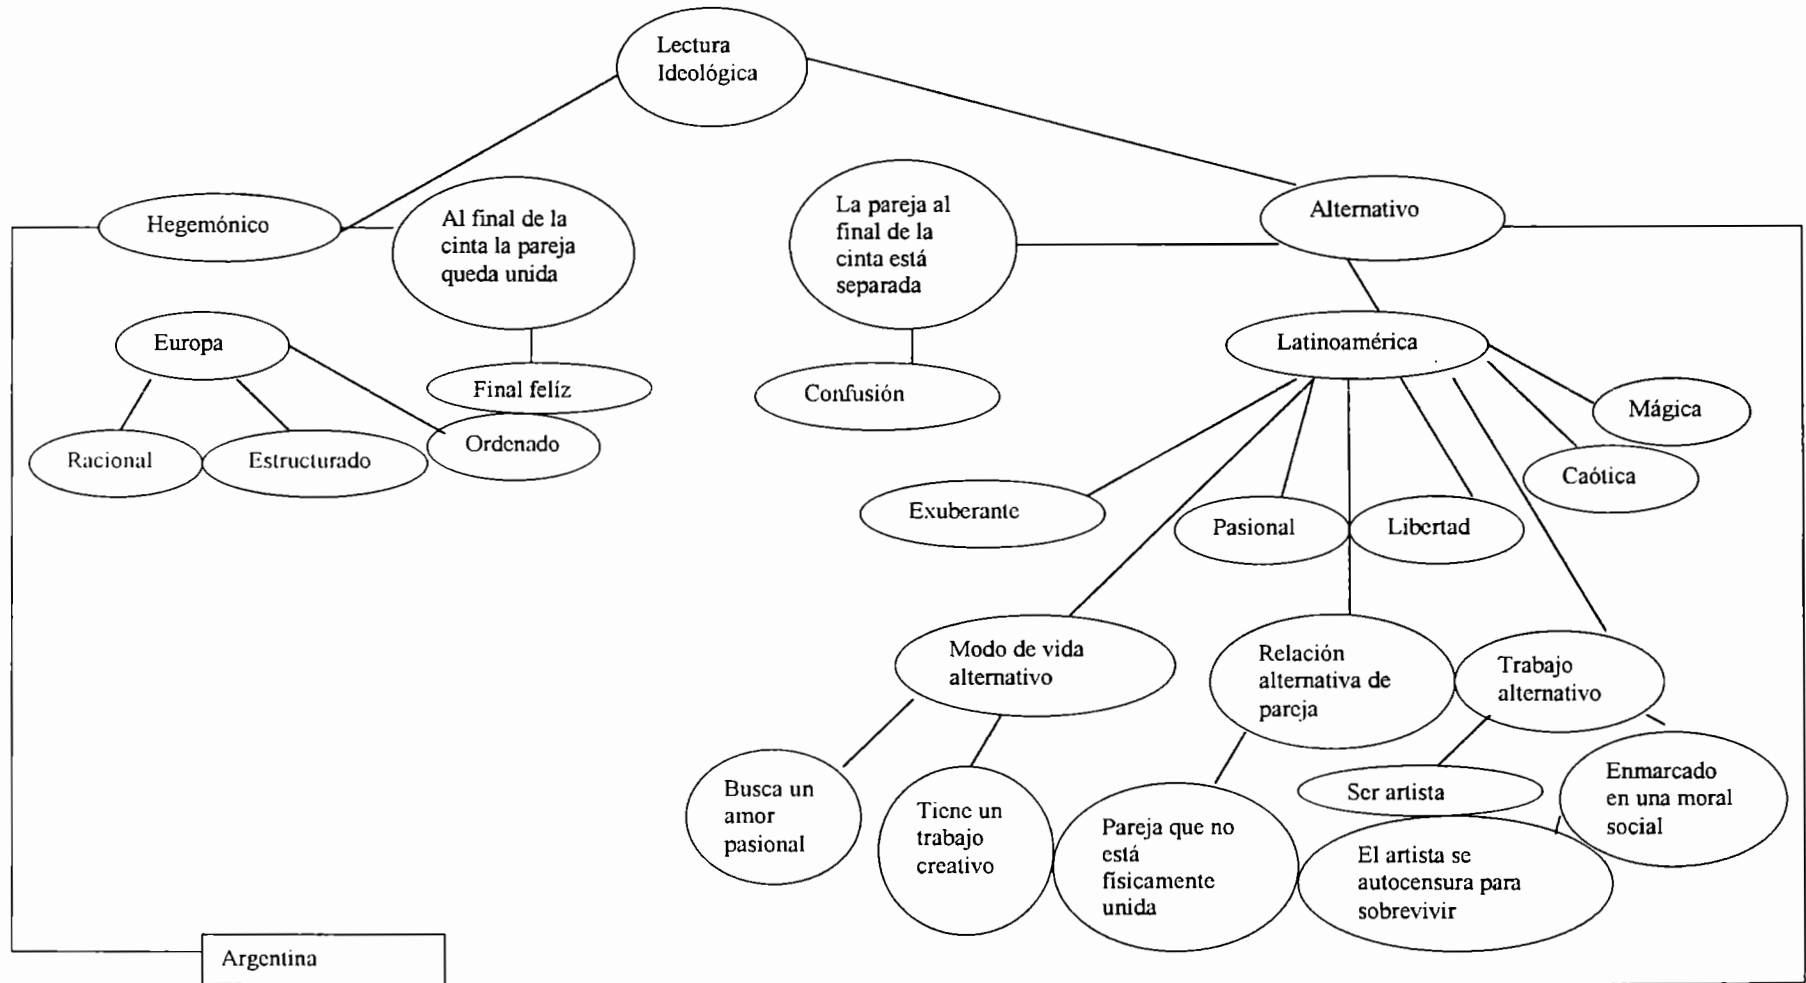 Lectura
Ideológica
Hegemónico
Al final de la
cinta la pareja
queda unida
La pareja al
final de la
cinta está
separada
Alternativo
Europa
Final felíz
Confusión
Latinoamérica
Mágica
Racional
Estructurado
Ordenado
Caótica
Exuberante
Pasional
Libertad
Modo de vida
alternativo
Relación
alternativa de
pareja
Trabajo
alternativo
Busca un
amor
pasional
Tiene un
trabajo
creativo
Pareja que no
está
físicamente
unida
Ser artista
Enmarcado
en una moral
social
El artista se
autocensura para
sobrevivir
Argentina